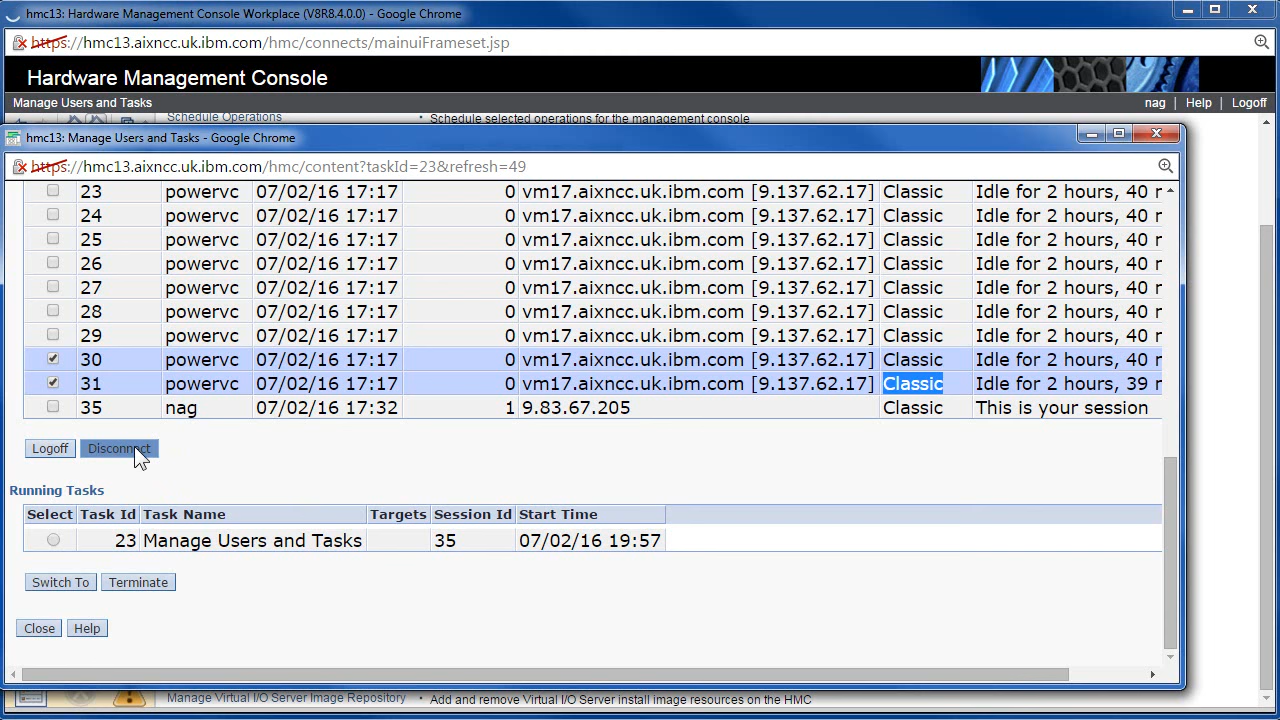 hmc13: Hardware Management Console Workplace (V8R8.4.0.0) - Google Chrome
https://hmc13.aixncc.uk.ibm.com/hmc/connects/mainuiFrameset.jsp
Hardware Management Console
Manage Users and Tasks nag | Help | Logoff
Schedule Operations • Schedule selected operations for the management console
hmc13: Manage Users and Tasks - Google Chrome
https://hmc13.aixncc.uk.ibm.com/hmc/content?taskId=23&refresh=49
23 powervc 07/02/16 17:17 0 vm17.aixncc.uk.ibm.com [9.137.62.17] Classic Idle for 2 hours, 40
24 powervc 07/02/16 17:17 0 vm17.aixncc.uk.ibm.com [9.137.62.17] Classic Idle for 2 hours, 40
25 powervc 07/02/16 17:17 0 vm17.aixncc.uk.ibm.com [9.137.62.17] Classic Idle for 2 hours, 40
26 powervc 07/02/16 17:17 0 vm17.aixncc.uk.ibm.com [9.137.62.17] Classic Idle for 2 hours, 40
27 powervc 07/02/16 17:17 0 vm17.aixncc.uk.ibm.com [9.137.62.17] Classic Idle for 2 hours, 40
28 powervc 07/02/16 17:17 0 vm17.aixncc.uk.ibm.com [9.137.62.17] Classic Idle for 2 hours, 40
29 powervc 07/02/16 17:17 0 vm17.aixncc.uk.ibm.com [9.137.62.17] Classic Idle for 2 hours, 40
30 powervc 07/02/16 17:17 0 vm17.aixncc.uk.ibm.com [9.137.62.17] Classic Idle for 2 hours, 40
31 powervc 07/02/16 17:17 0 vm17.aixncc.uk.ibm.com [9.137.62.17] Classic Idle for 2 hours, 39
35 nag 07/02/16 17:32 1 9.83.67.205 Classic This is your session
Logoff Disconnect
Running Tasks
Select Task Id Task Name Targets Session Id Start Time
23 Manage Users and Tasks 35 07/02/16 19:57
Switch To Terminate
Close Help
Manage Virtual I/O Server Image Repository • Add and remove Virtual I/O Server install image resources on the HMC